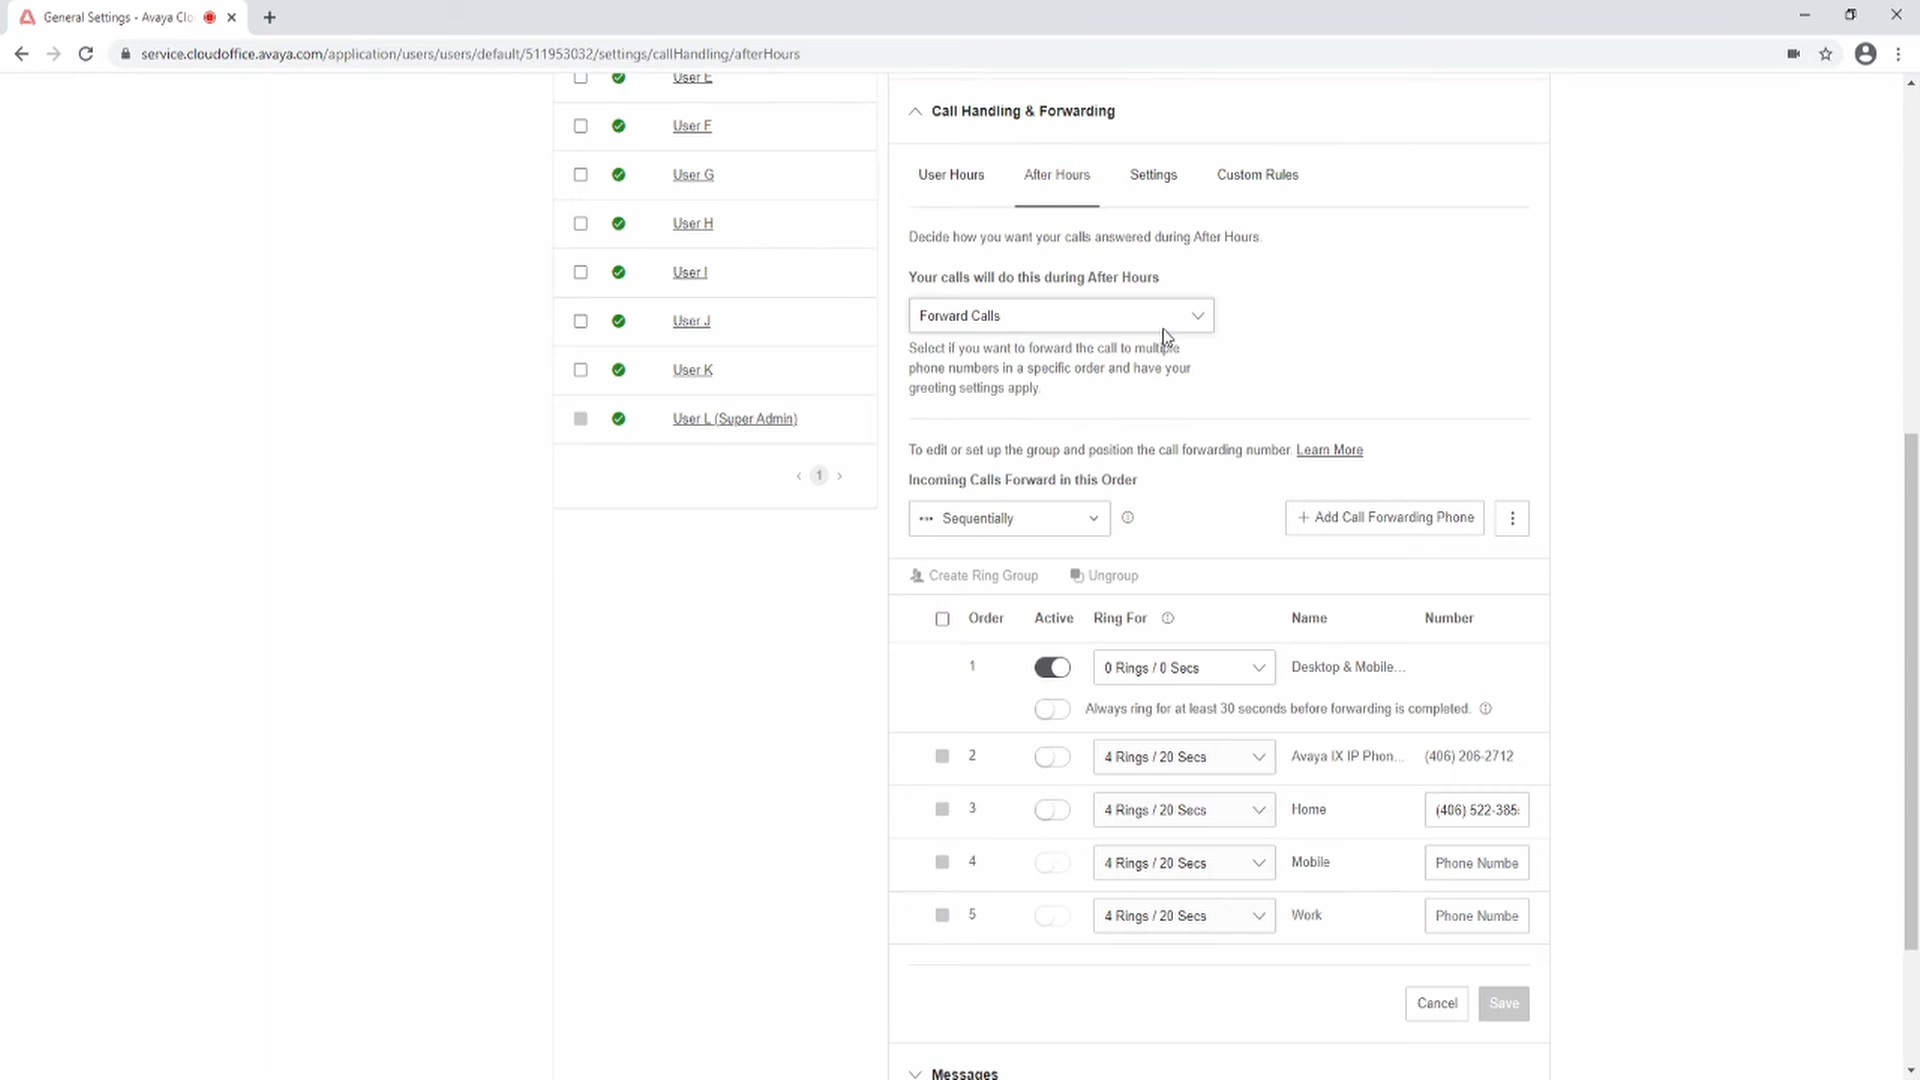 General Settings - Avaya Clo
service.cloudoffice.avaya.com/application/users/users/default/511953032/settings/callHandling/afterHours
User E
User F
User G
User H
User I
User J
User K
User L (Super Admin)
1
Call Handling & Forwarding
User Hours
After Hours
Settings
Custom Rules
Decide how you want your calls answered during After Hours.
Your calls will do this during After Hours
Forward Calls
Select if you want to forward the call to multiple
phone numbers in a specific order and have your
greeting settings apply.
To edit or set up the group and position the call forwarding number. Learn More
Incoming Calls Forward in this Order
Sequentially
+ Add Call Forwarding Phone
Create Ring Group
Ungroup
Order Active Ring For Name Number
1 0 Rings / 0 Secs Desktop & Mobile...
Always ring for at least 30 seconds before forwarding is completed.
2 4 Rings / 20 Secs Avaya IX IP Phon... (406) 206-2712
3 4 Rings / 20 Secs Home (406) 522-385
4 4 Rings / 20 Secs Mobile Phone Numbe
5 4 Rings / 20 Secs Work Phone Numbe
Cancel Save
Messages